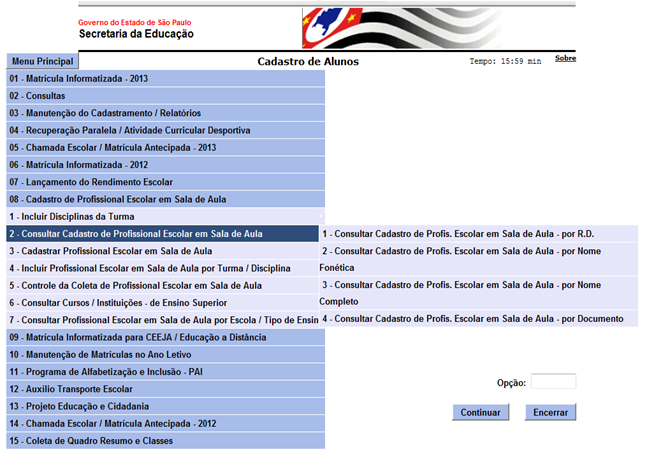 Governo do Estado de São Paulo
Secretaria da Educação
Menu Principal
Cadastro de Alunos
Tempo: 15:59 min
Sobre
01 - Matrícula Informatizada - 2013
02 - Consultas
03 - Manutenção do Cadastramento / Relatórios
04 - Recuperação Paralela / Atividade Curricular Desportiva
05 - Chamada Escolar / Matrícula Antecipada - 2013
06 - Matrícula Informatizada - 2012
07 - Lançamento do Rendimento Escolar
08 - Cadastro de Profissional Escolar em Sala de Aula
1 - Incluir Disciplinas da Turma
2 - Consultar Cadastro de Profissional Escolar em Sala de Aula
1 - Consultar Cadastro de Profis. Escolar em Sala de Aula - por R.D.
2 - Consultar Cadastro de Profis. Escolar em Sala de Aula - por Nome
Fonética
3 - Consultar Cadastro de Profis. Escolar em Sala de Aula - por Nome
Completo
4 - Consultar Cadastro de Profis. Escolar em Sala de Aula - por Documento
3 - Cadastrar Profissional Escolar em Sala de Aula
4 - Incluir Profissional Escolar em Sala de Aula por Turma / Disciplina
5 - Controle da Coleta de Profissional Escolar em Sala de Aula
6 - Consultar Cursos / Instituições - de Ensino Superior
7 - Consultar Profissional Escolar em Sala de Aula por Escola / Tipo de Ensin
09 - Matrícula Informatizada para CEEJA / Educação a Distância
10 - Manutenção de Matrículas no Ano Letivo
11 - Programa de Alfabetização e Inclusão - PAI
12 - Auxílio Transporte Escolar
13 - Projeto Educação e Cidadania
14 - Chamada Escolar / Matrícula Antecipada - 2012
15 - Coleta de Quadro Resumo e Classes
Opção:
Continuar
Encerrar